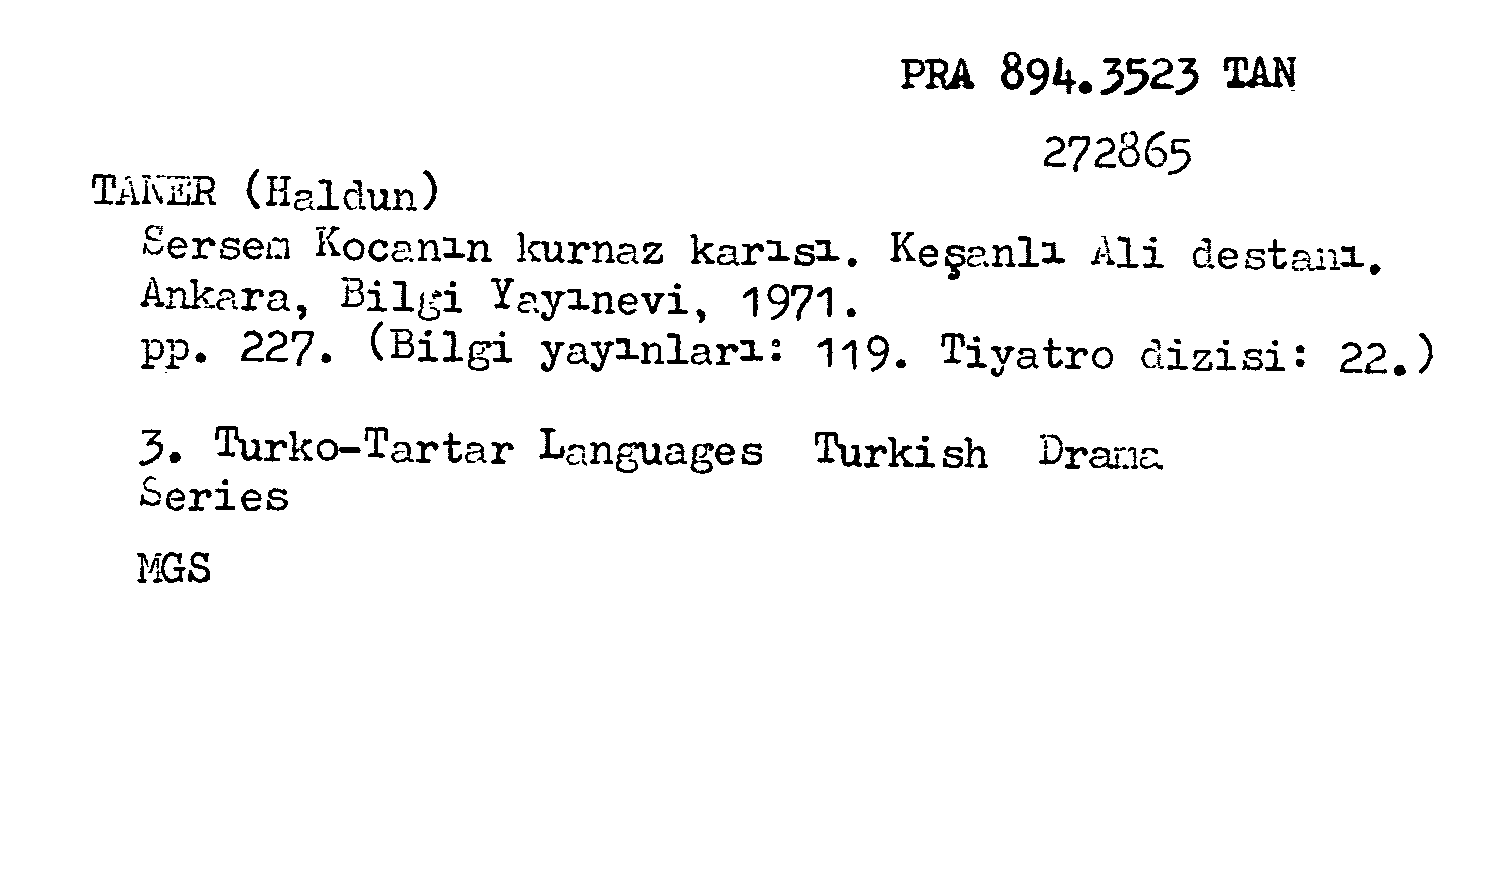 PRA 894.3523 TAN
272865
TANER (Haldun)
Sersem Kocanın kurnaz karısı. Keşanlı Ali destanı.
Ankara, Bilgi Yayınevi, 1971.
pp. 227. (Bilgi yayınları: 119. Tiyatro dizisi: 22.)
3. Turko-Tartar Languages Turkish Drama
Series
MGS